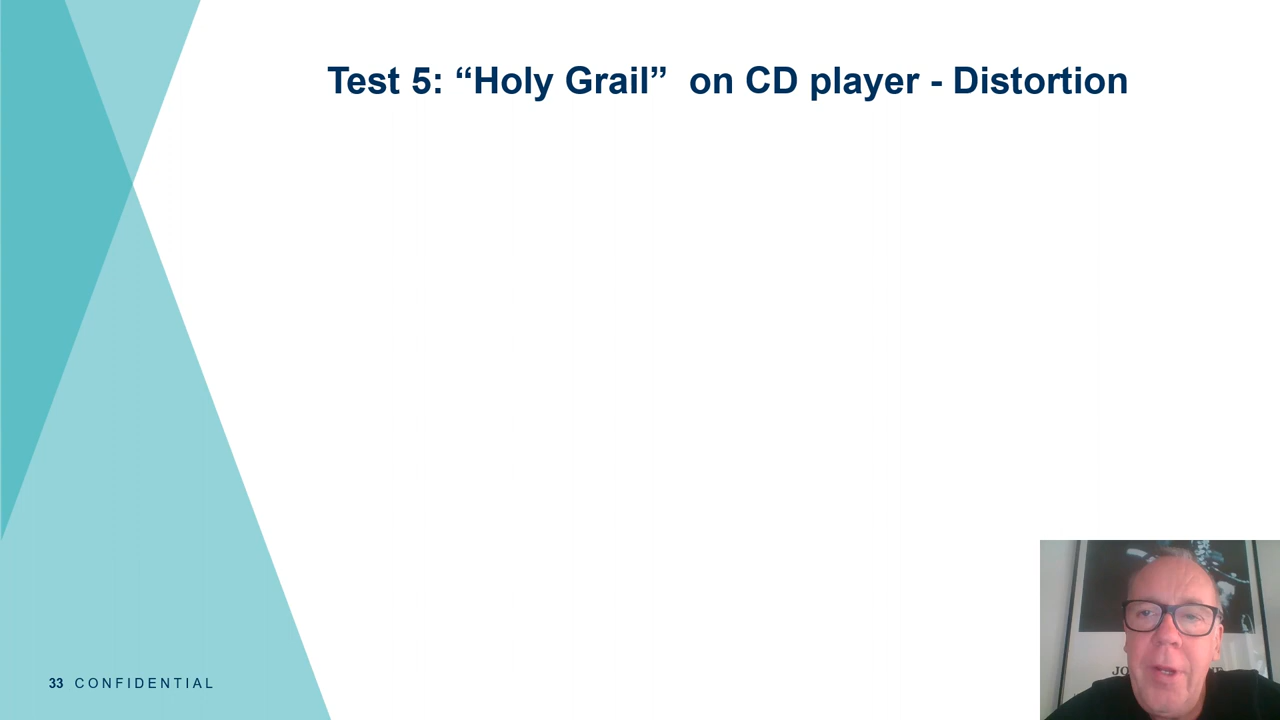 Test 5: “Holy Grail”  on CD player - Distortion
33 CONFIDENTIAL